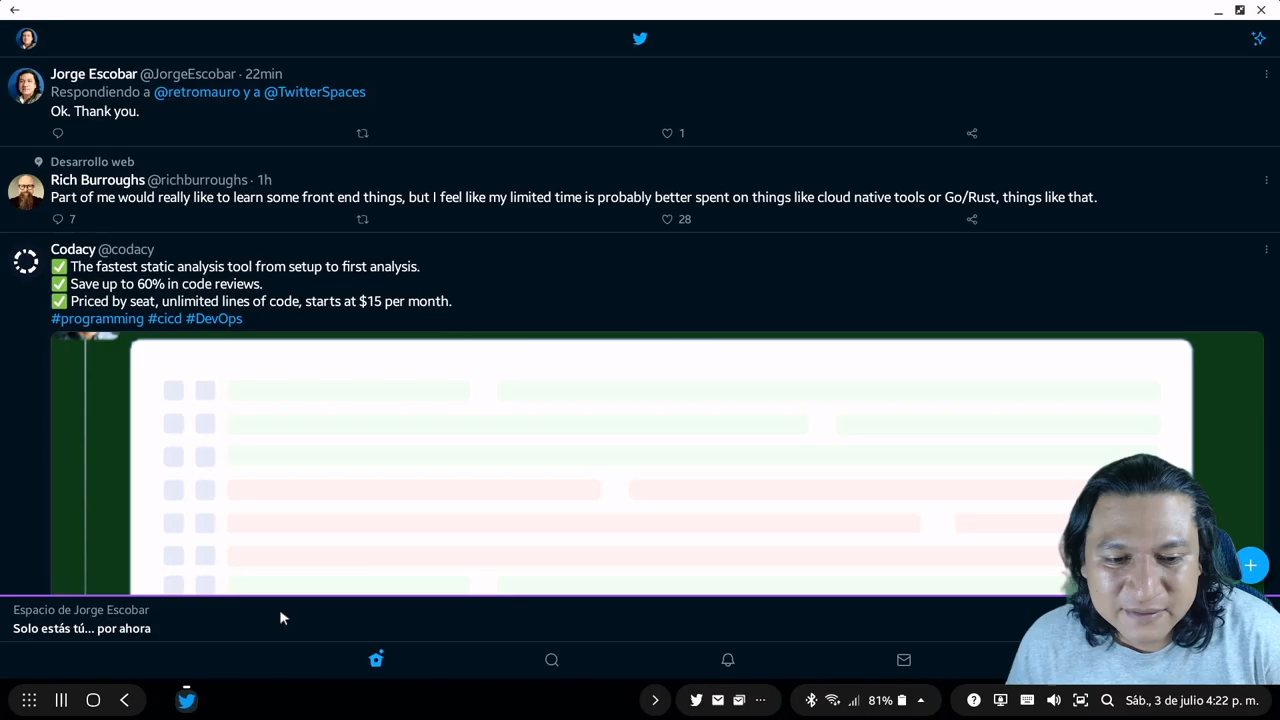 Jorge Escobar @JorgeEscobar · 22min
Respondiendo a @retromauro y a @TwitterSpaces
Ok. Thank you.
1
Desarrollo web
Rich Burroughs @richburroughs · 1h
Part of me would really like to learn some front end things, but I feel like my limited time is probably better spent on things like cloud native tools or Go/Rust, things like that.
7 28
Codacy @codacy
✅ The fastest static analysis tool from setup to first analysis.
✅ Save up to 60% in code reviews.
✅ Priced by seat, unlimited lines of code, starts at $15 per month.
#programming #cicd #DevOps
Espacio de Jorge Escobar
Solo estás tú... por ahora
81% Sáb., 3 de julio 4:22 p. m.